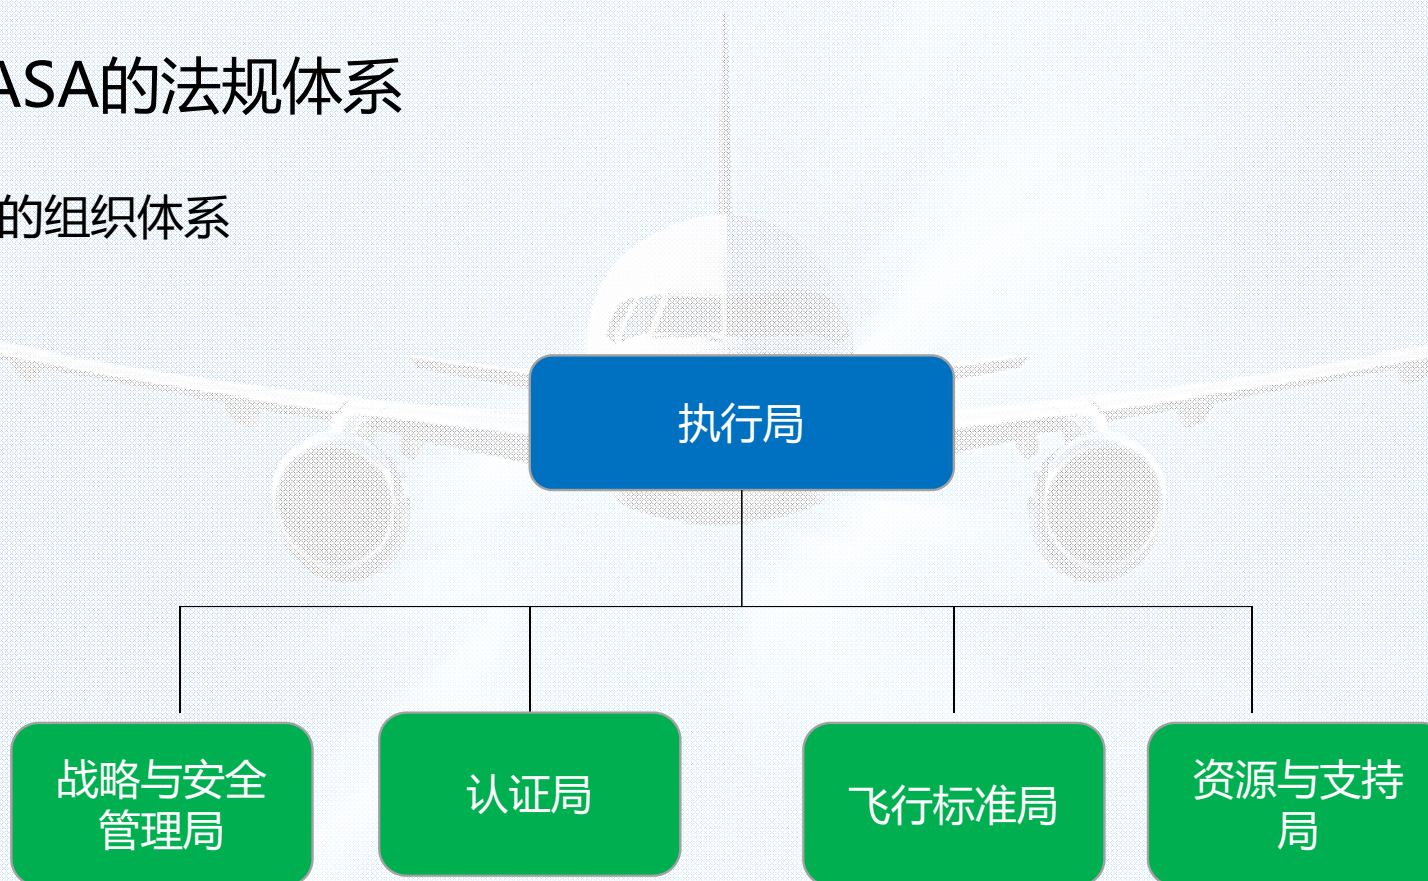 ASA的法规体系
的组织体系
执行局
战略与安全
管理局
认证局
飞行标准局
资源与支持
局